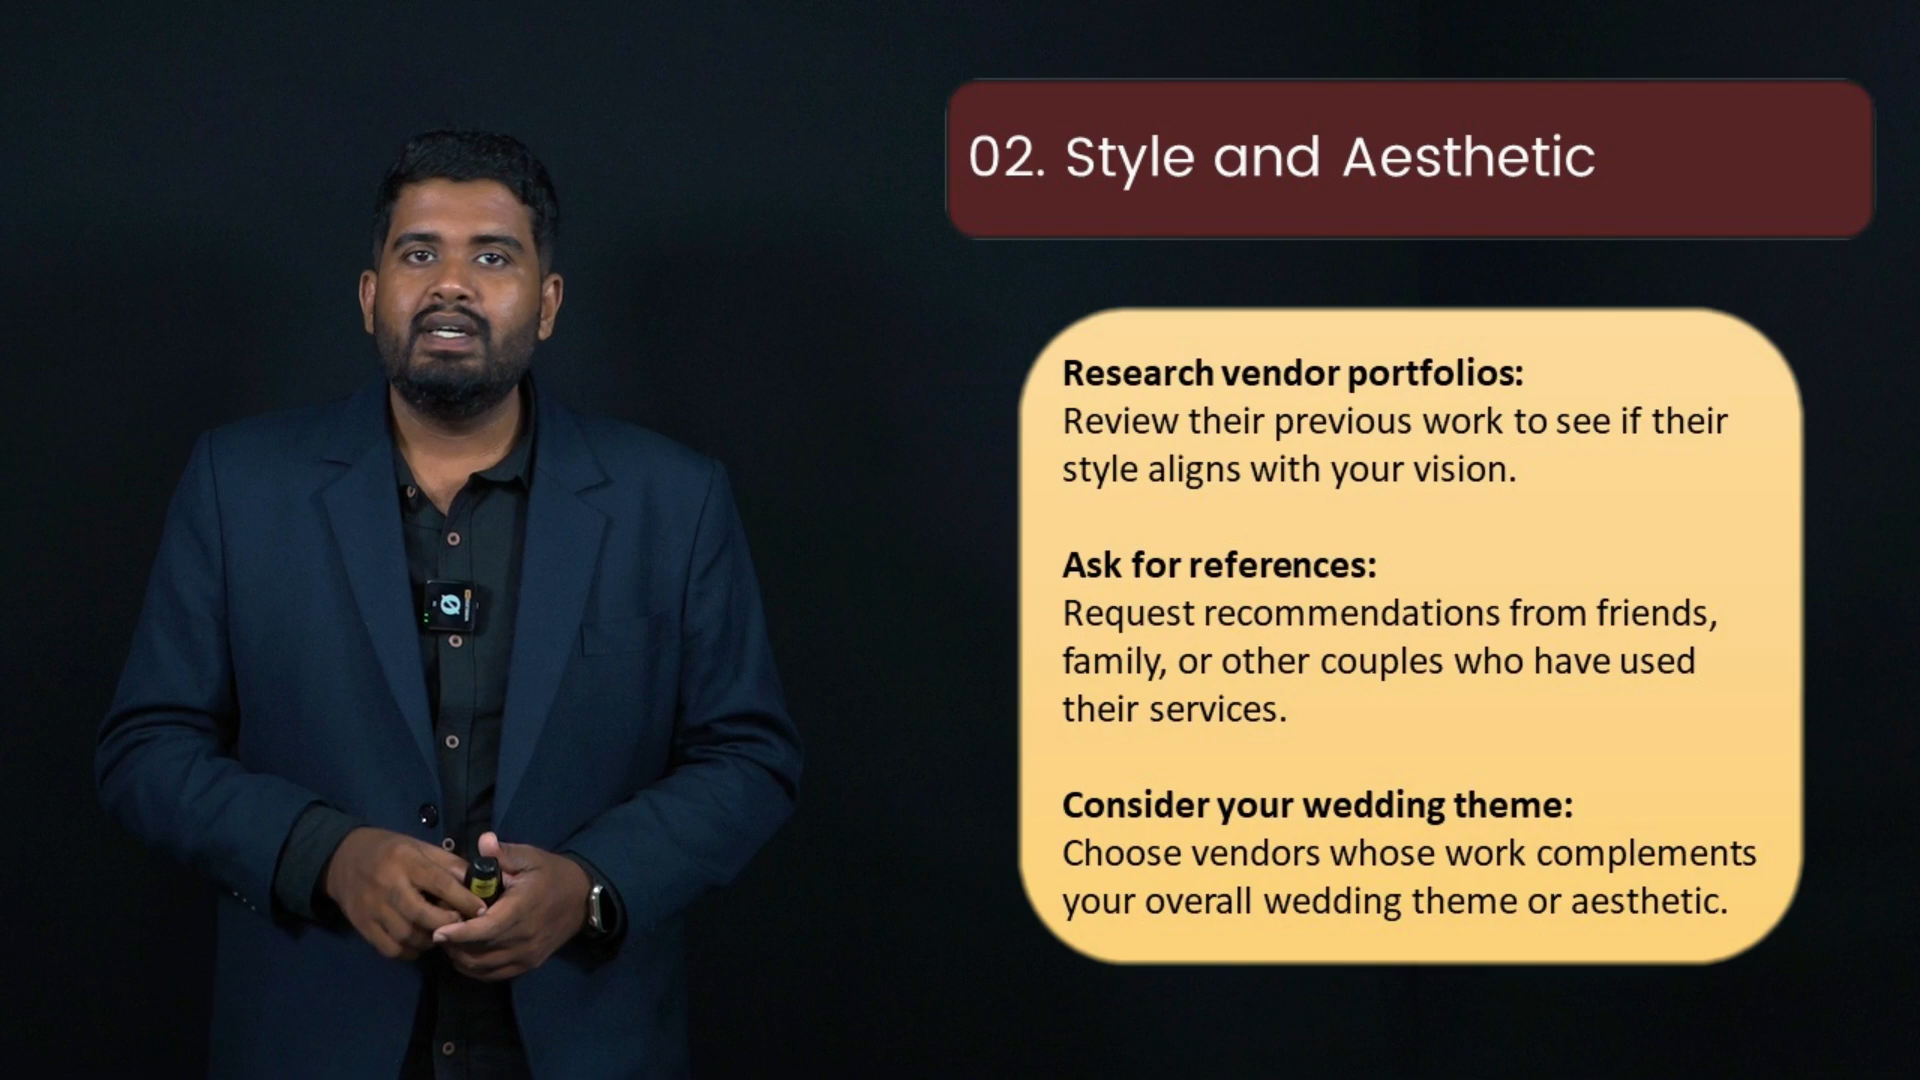 02. Style and Aesthetic
Research vendor portfolios:
Review their previous work to see if their
style aligns with your vision.
Ask for references:
Request recommendations from friends,
family, or other couples who have used
their services.
Consider your wedding theme:
Choose vendors whose work complements
your overall wedding theme or aesthetic.